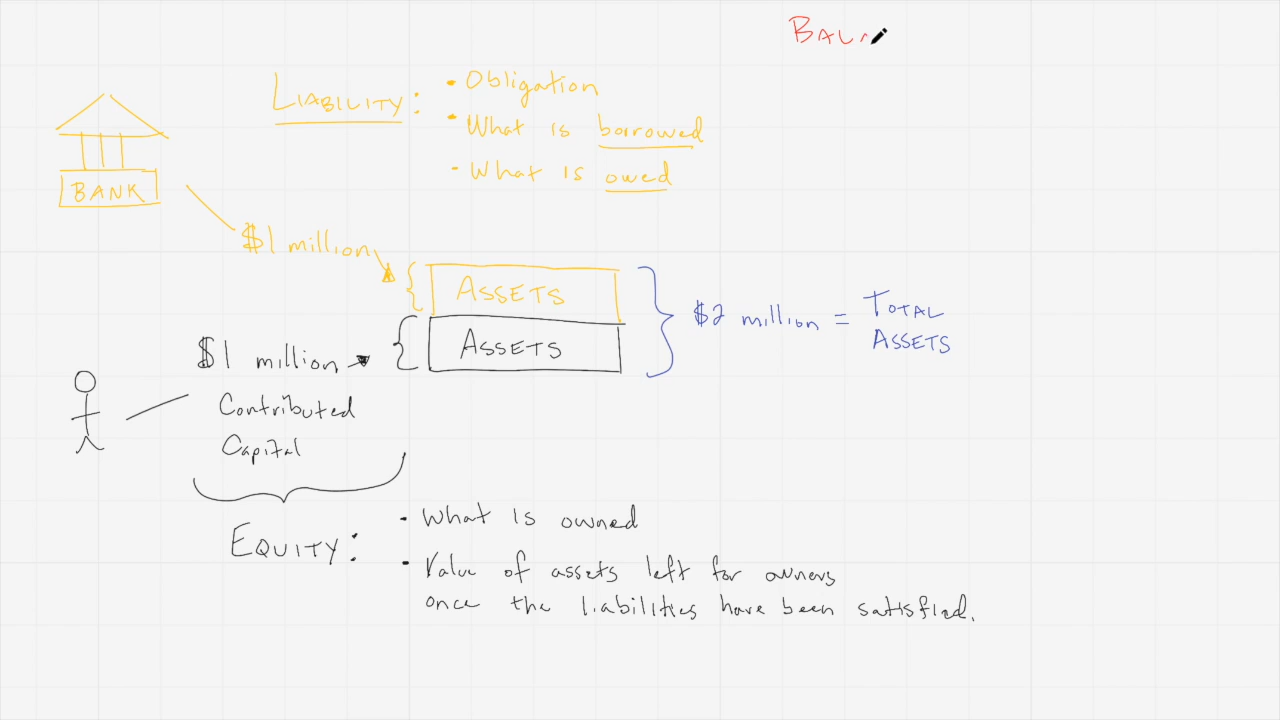 BAL
LIABILITY:
• Obligation
• What is borrowed
• What is owed
BANK
$1 million
ASSETS
$2 million = TOTAL
ASSETS
$1 million
ASSETS
Contributed
Capital
EQUITY:
• What is owned
• Value of assets left for owners
once the liabilities have been satisfied.